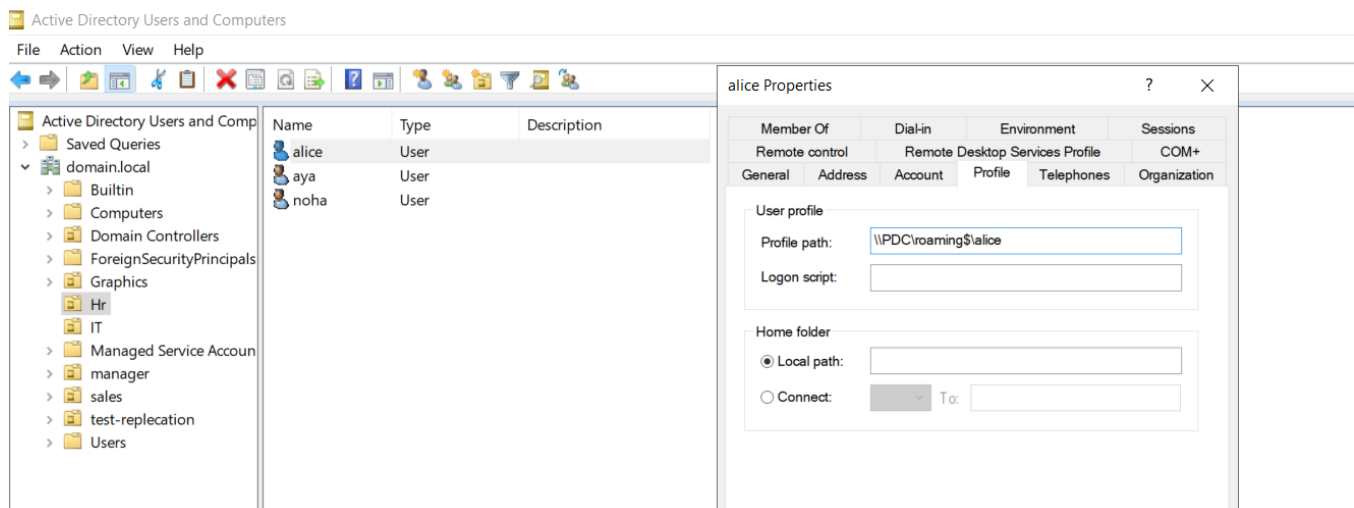 Active Directory Users and Computers
File Action View Help
Active Directory Users and Comp
Saved Queries
domain.local
Builtin
Computers
Domain Controllers
ForeignSecurityPrincipals
Graphics
Hr
IT
Managed Service Accoun
manager
sales
test-replecation
Users
Name Type Description
alice User
aya User
noha User
alice Properties ?
Member Of Dial-in Environment Sessions
Remote control Remote Desktop Services Profile COM+
General Address Account Profile Telephones Organization
User profile
Profile path: \\PDC\roaming$\alice
Logon script:
Home folder
Local path:
Connect: To: